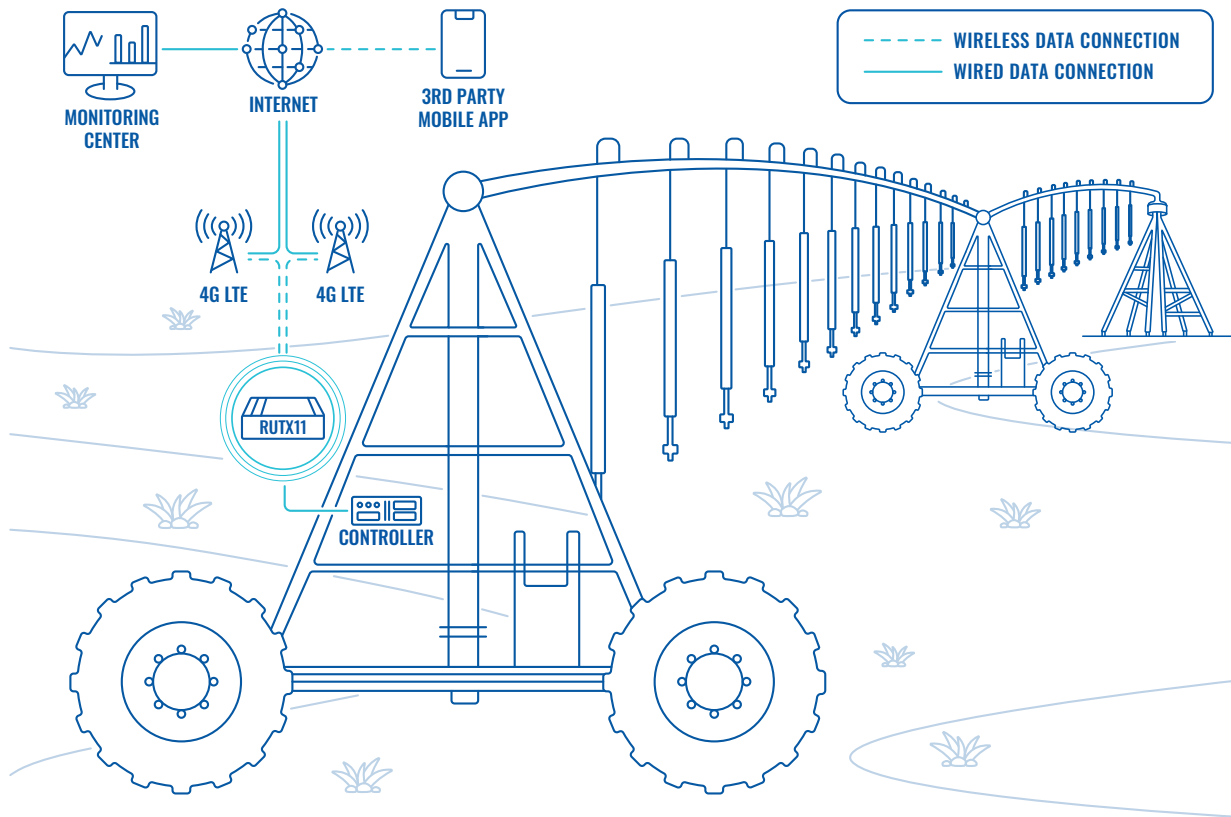 WIRELESS DATA CONNECTION
WIRED DATA CONNECTION
MONITORING
CENTER
INTERNET
3RD PARTY
MOBILE APP
4G LTE
4G LTE
RUTX11
CONTROLLER